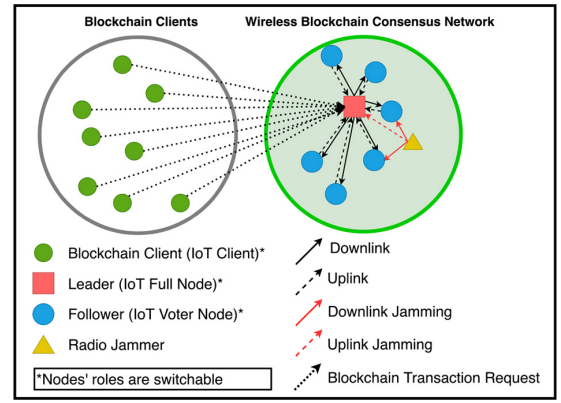 Blockchain Clients
Wireless Blockchain Consensus Network
Blockchain Client (IoT Client)*
Leader (IoT Full Node)*
Follower (IoT Voter Node)*
Radio Jammer
*Nodes' roles are switchable
Downlink
Uplink
Downlink Jamming
Uplink Jamming
Blockchain Transaction Request